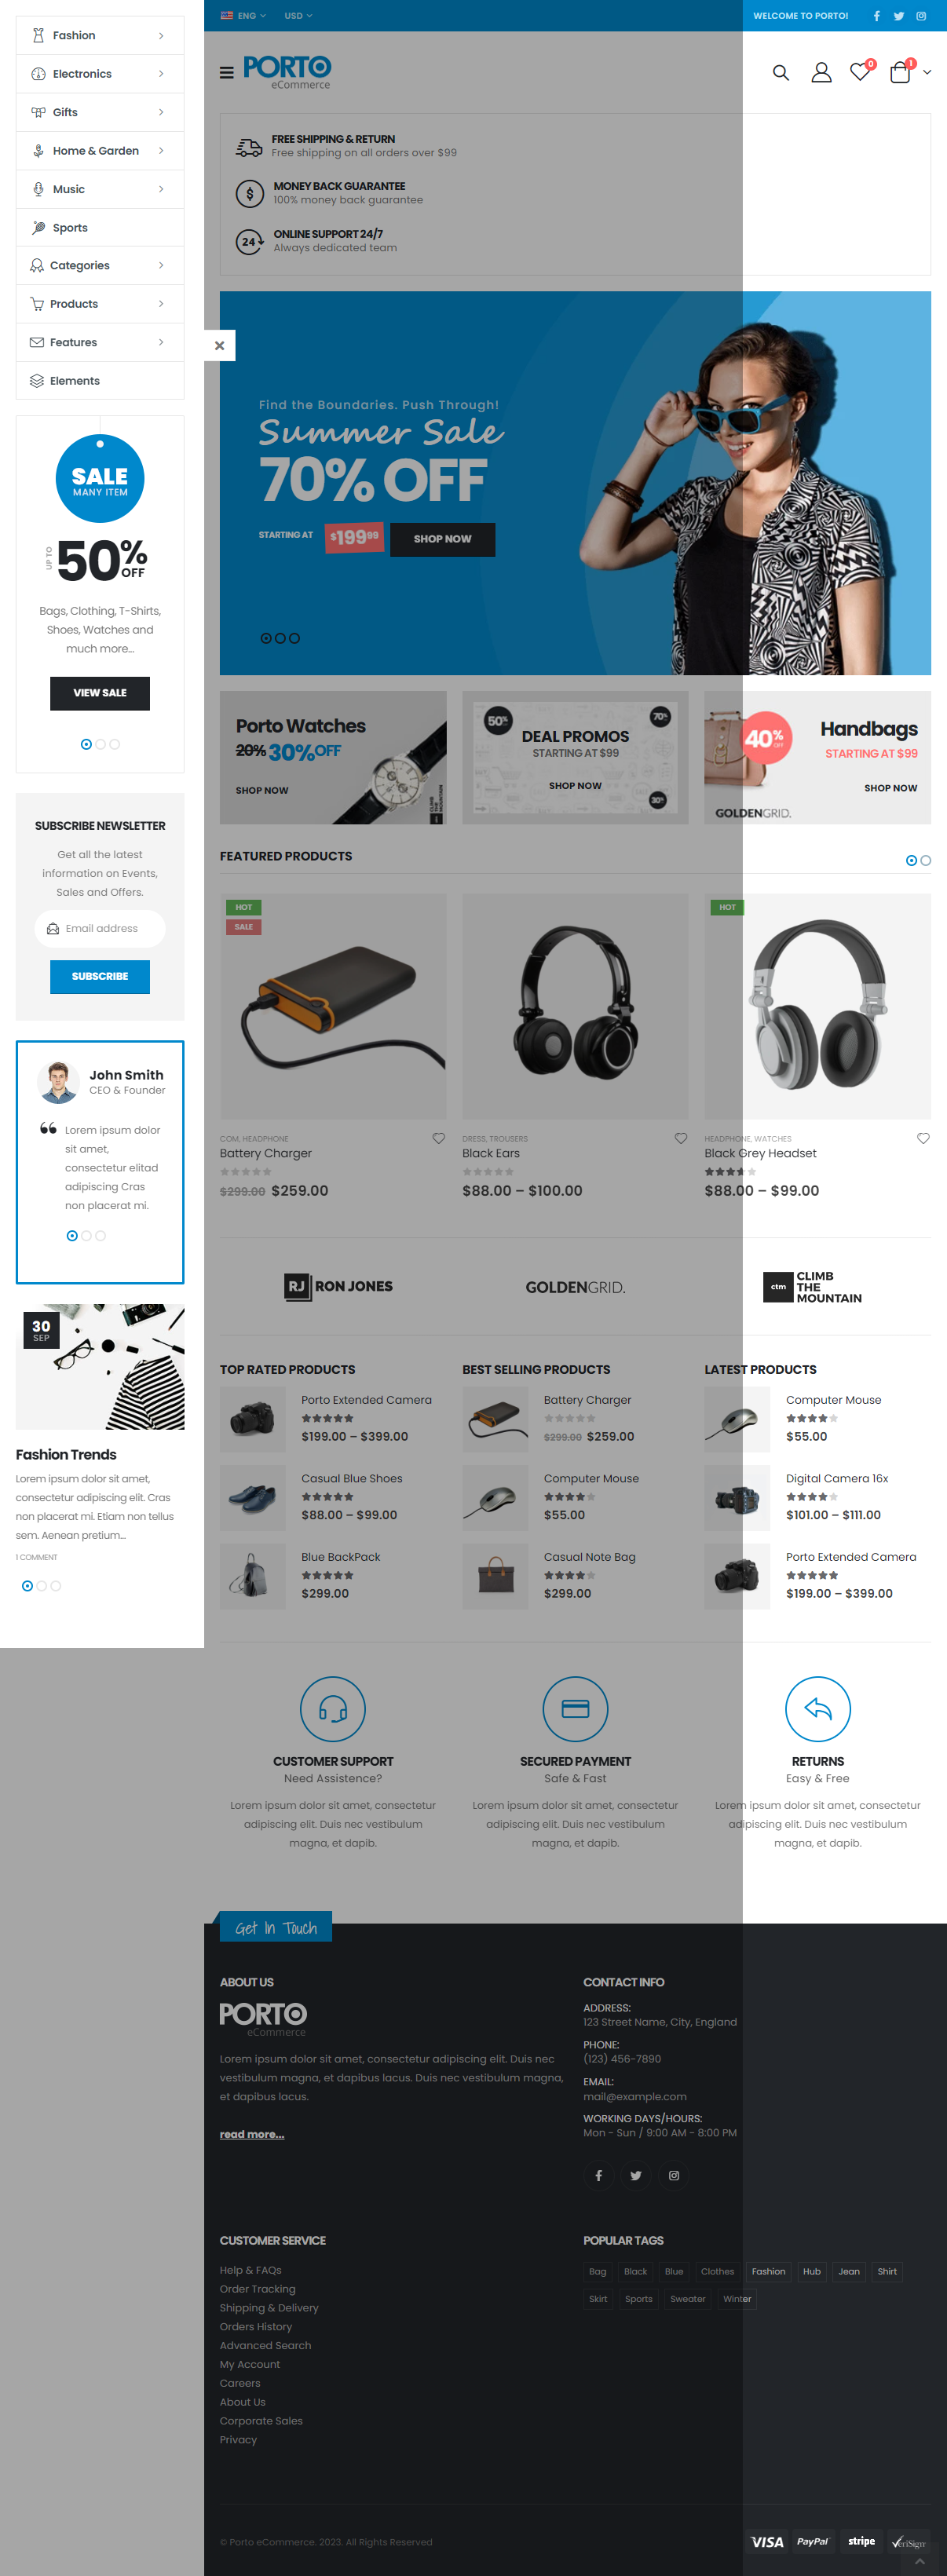 Fashion
Electronics
Gifts
Home & Garden
Music
Sports
Categories
Products
Features
Elements
SALE
MANY ITEM
UP TO
50%
OFF
Bags, Clothing, T-Shirts,
Shoes, Watches and
much more...
VIEW SALE
SUBSCRIBE NEWSLETTER
Get all the latest
information on Events,
Sales and Offers.
Email address
SUBSCRIBE
John Smith
CEO & Founder
“ Lorem ipsum dolor
sit amet,
consectetur elitad
adipiscing Cras
non placerat mi.
30
SEP
Fashion Trends
Lorem ipsum dolor sit amet,
consectetur adipiscing elit. Cras
non placerat mi. Etiam non tellus
sem. Aenean pretium...
1 COMMENT
ENG USD WELCOME TO PORTO!
PORTO
eCommerce
0
1
FREE SHIPPING & RETURN
Free shipping on all orders over $99
$
MONEY BACK GUARANTEE
100% money back guarantee
24
ONLINE SUPPORT 24/7
Always dedicated team
Find the Boundaries. Push Through!
Summer Sale
70% OFF
STARTING AT $199.99 SHOP NOW
Porto Watches
20% 30% OFF
SHOP NOW
CLIMB
THE
MOUNTAIN
50%
70%
DEAL PROMOS
STARTING AT $99
SHOP NOW
30%
40%
OFF
Handbags
STARTING AT $99
SHOP NOW
GOLDENGRID.
FEATURED PRODUCTS
HOT
SALE
COM, HEADPHONE
Battery Charger
$299.00 $259.00
DRESS, TROUSERS
Black Ears
$88.00 – $100.00
HOT
HEADPHONE, WATCHES
Black Grey Headset
$88.00 – $99.00
RJ RON JONES
GOLDENGRID.
ctm
CLIMB
THE
MOUNTAIN
TOP RATED PRODUCTS
Porto Extended Camera
$199.00 – $399.00
Casual Blue Shoes
$88.00 – $99.00
Blue BackPack
$299.00
BEST SELLING PRODUCTS
Battery Charger
$299.00 $259.00
Computer Mouse
$55.00
Casual Note Bag
$299.00
LATEST PRODUCTS
Computer Mouse
$55.00
Digital Camera 16x
$101.00 – $111.00
Porto Extended Camera
$199.00 – $399.00
CUSTOMER SUPPORT
Need Assistence?
Lorem ipsum dolor sit amet, consectetur
adipiscing elit. Duis nec vestibulum
magna, et dapib.
SECURED PAYMENT
Safe & Fast
Lorem ipsum dolor sit amet, consectetur
adipiscing elit. Duis nec vestibulum
magna, et dapib.
RETURNS
Easy & Free
Lorem ipsum dolor sit amet, consectetur
adipiscing elit. Duis nec vestibulum
magna, et dapib.
Get In Touch
ABOUT US
PORTO
eCommerce
Lorem ipsum dolor sit amet, consectetur adipiscing elit. Duis nec
vestibulum magna, et dapibus lacus. Duis nec vestibulum magna,
et dapibus lacus.
read more...
CONTACT INFO
ADDRESS:
123 Street Name, City, England
PHONE:
(123) 456-7890
EMAIL:
mail@example.com
WORKING DAYS/HOURS:
Mon - Sun / 9:00 AM - 8:00 PM
CUSTOMER SERVICE
Help & FAQs
Order Tracking
Shipping & Delivery
Orders History
Advanced Search
My Account
Careers
About Us
Corporate Sales
Privacy
POPULAR TAGS
Bag Black Blue Clothes Fashion Hub Jean Shirt
Skirt Sports Sweater Winter
© Porto eCommerce. 2023. All Rights Reserved
VISA PayPal stripe VeriSign